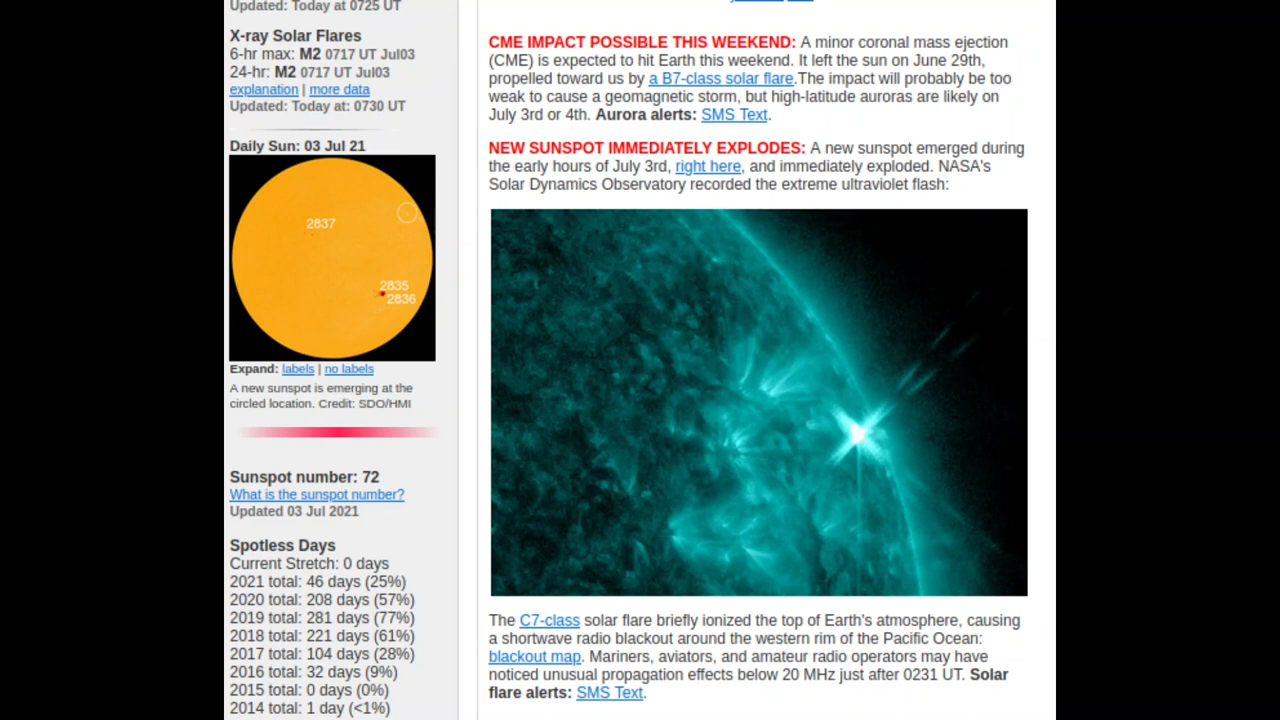 Updated: Today at 0725 UT
X-ray Solar Flares
6-hr max: M2 0717 UT Jul03
24-hr: M2 0717 UT Jul03
explanation | more data
Updated: Today at: 0730 UT
Daily Sun: 03 Jul 21
2837
2835
2836
Expand: labels | no labels
A new sunspot is emerging at the
circled location. Credit: SDO/HMI
Sunspot number: 72
What is the sunspot number?
Updated 03 Jul 2021
Spotless Days
Current Stretch: 0 days
2021 total: 46 days (25%)
2020 total: 208 days (57%)
2019 total: 281 days (77%)
2018 total: 221 days (61%)
2017 total: 104 days (28%)
2016 total: 32 days (9%)
2015 total: 0 days (0%)
2014 total: 1 day (<1%)
CME IMPACT POSSIBLE THIS WEEKEND: A minor coronal mass ejection
(CME) is expected to hit Earth this weekend. It left the sun on June 29th,
propelled toward us by a B7-class solar flare.The impact will probably be too
weak to cause a geomagnetic storm, but high-latitude auroras are likely on
July 3rd or 4th. Aurora alerts: SMS Text.
NEW SUNSPOT IMMEDIATELY EXPLODES: A new sunspot emerged during
the early hours of July 3rd, right here, and immediately exploded. NASA's
Solar Dynamics Observatory recorded the extreme ultraviolet flash:
The C7-class solar flare briefly ionized the top of Earth's atmosphere, causing
a shortwave radio blackout around the western rim of the Pacific Ocean:
blackout map. Mariners, aviators, and amateur radio operators may have
noticed unusual propagation effects below 20 MHz just after 0231 UT. Solar
flare alerts: SMS Text.